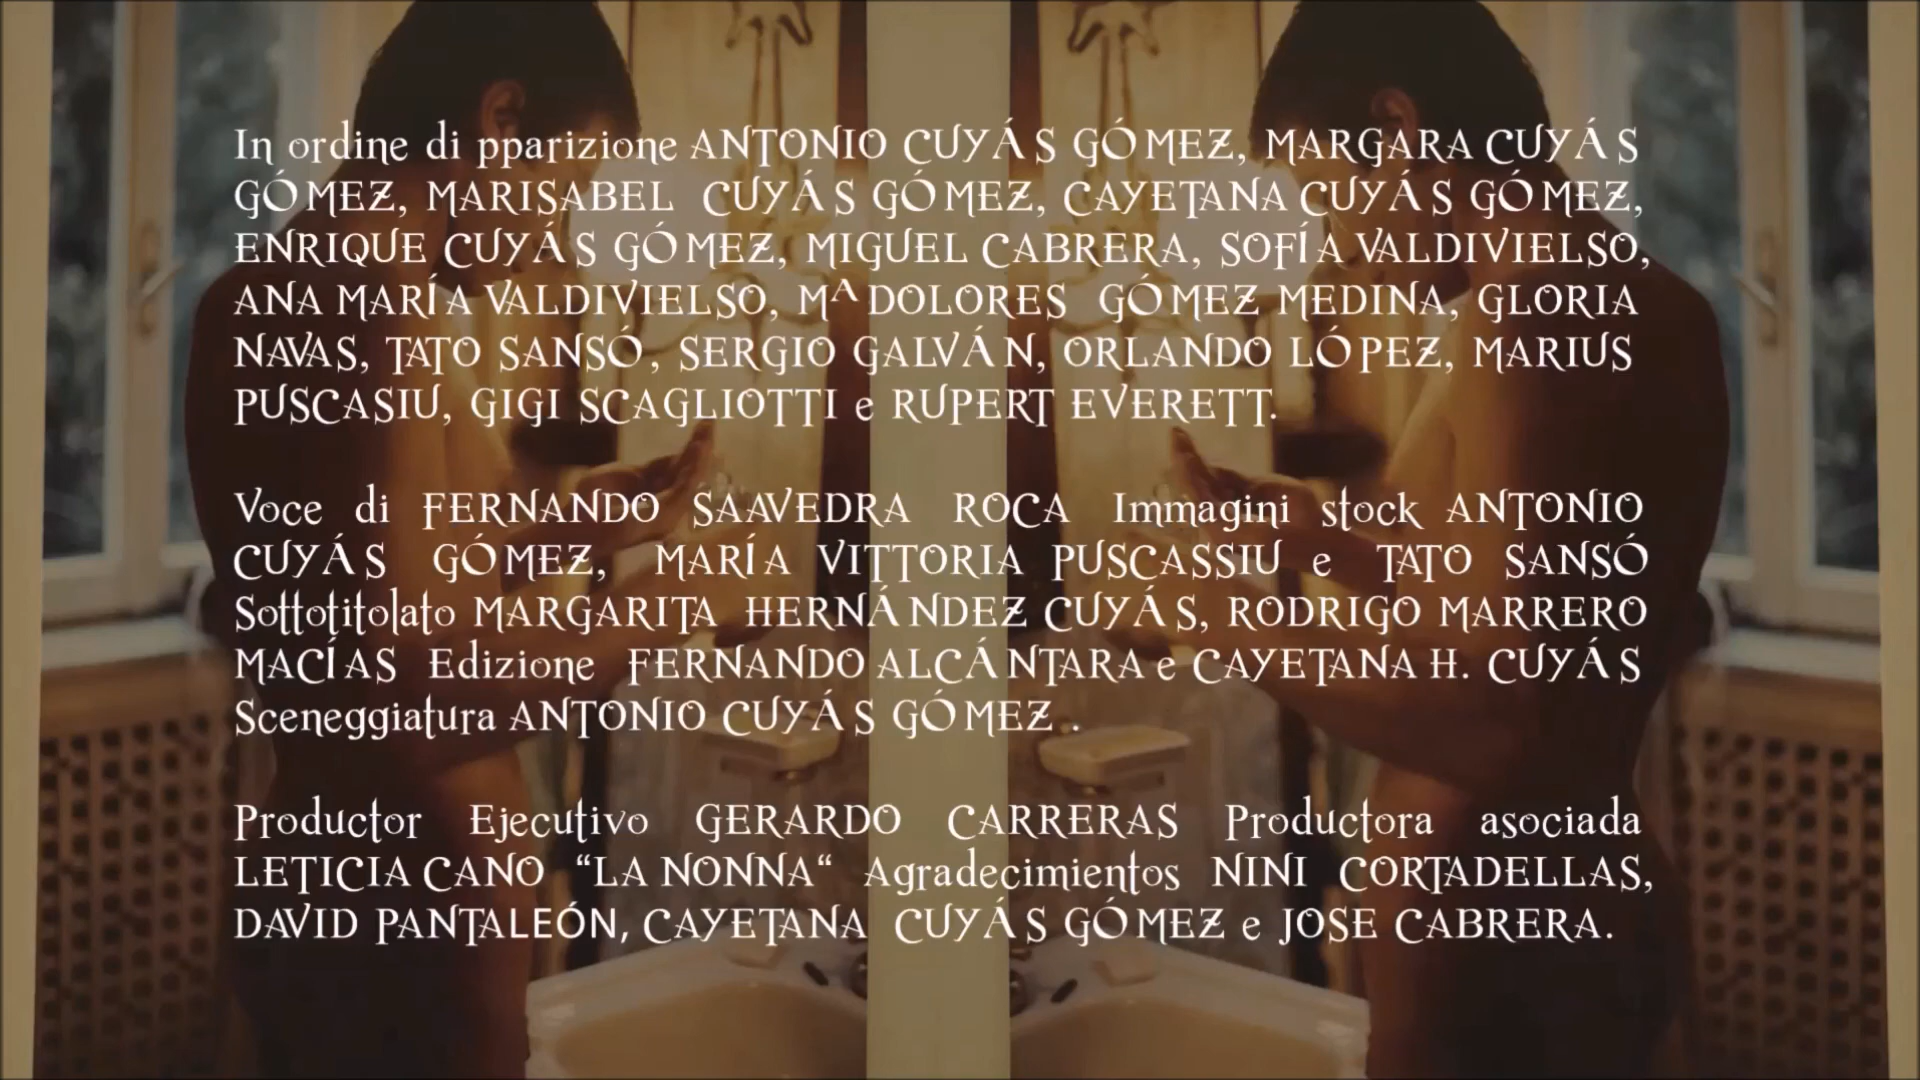 In ordine di pparizione ANTONIO CUYÁS GÓMEZ, MARGARA CUYÁS
GÓMEZ, MARISABEL CUYÁS GÓMEZ, CAYETANA CUYÁS GÓMEZ,
ENRIQUE CUYÁS GÓMEZ, MIGUEL CABRERA, SOFÍA VALDIVIELSO,
ANA MARÍA VALDIVIELSO, Mᴬ DOLORES GÓMEZ MEDINA, GLORIA
NAVAS, TATO SANSÓ, SERGIO GALVÁN, ORLANDO LÓPEZ, MARIUS
PUSCASIU, GIGI SCAGLIOTTI e RUPERT EVERETT.
Voce di FERNANDO SAAVEDRA ROCA Immagini stock ANTONIO
CUYÁS GÓMEZ, MARÍA VITTORIA PUSCASSIU e TATO SANSÓ
Sottotitolato MARGARITA HERNÁNDEZ CUYÁS, RODRIGO MARRERO
MACÍAS Edizione FERNANDO ALCÁNTARA e CAYETANA H. CUYÁS
Sceneggiatura ANTONIO CUYÁS GÓMEZ .
Productor Ejecutivo GERARDO CARRERAS Productora asociada
LETICIA CANO “LA NONNA“ Agradecimientos NINI CORTADELLAS,
DAVID PANTALEÓN, CAYETANA CUYÁS GÓMEZ e JOSE CABRERA.